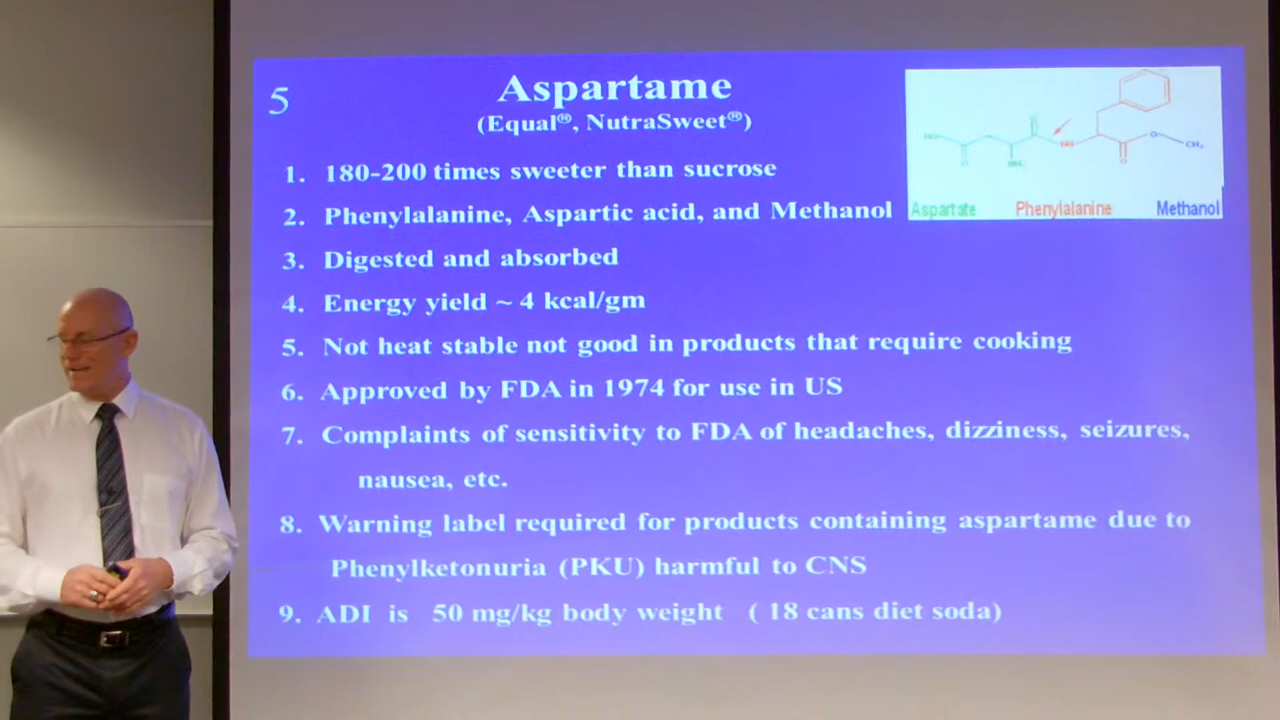 5
Aspartame
(Equal®, NutraSweet®)
1. 180-200 times sweeter than sucrose
2. Phenylalanine, Aspartic acid, and Methanol
3. Digested and absorbed
4. Energy yield ~ 4 kcal/gm
5. Not heat stable not good in products that require cooking
6. Approved by FDA in 1974 for use in US
7. Complaints of sensitivity to FDA of headaches, dizziness, seizures,
nausea, etc.
8. Warning label required for products containing aspartame due to
Phenylketonuria (PKU) harmful to CNS
9. ADI is 50 mg/kg body weight ( 18 cans diet soda)
O CH₃
Aspartate Phenylalanine Methanol